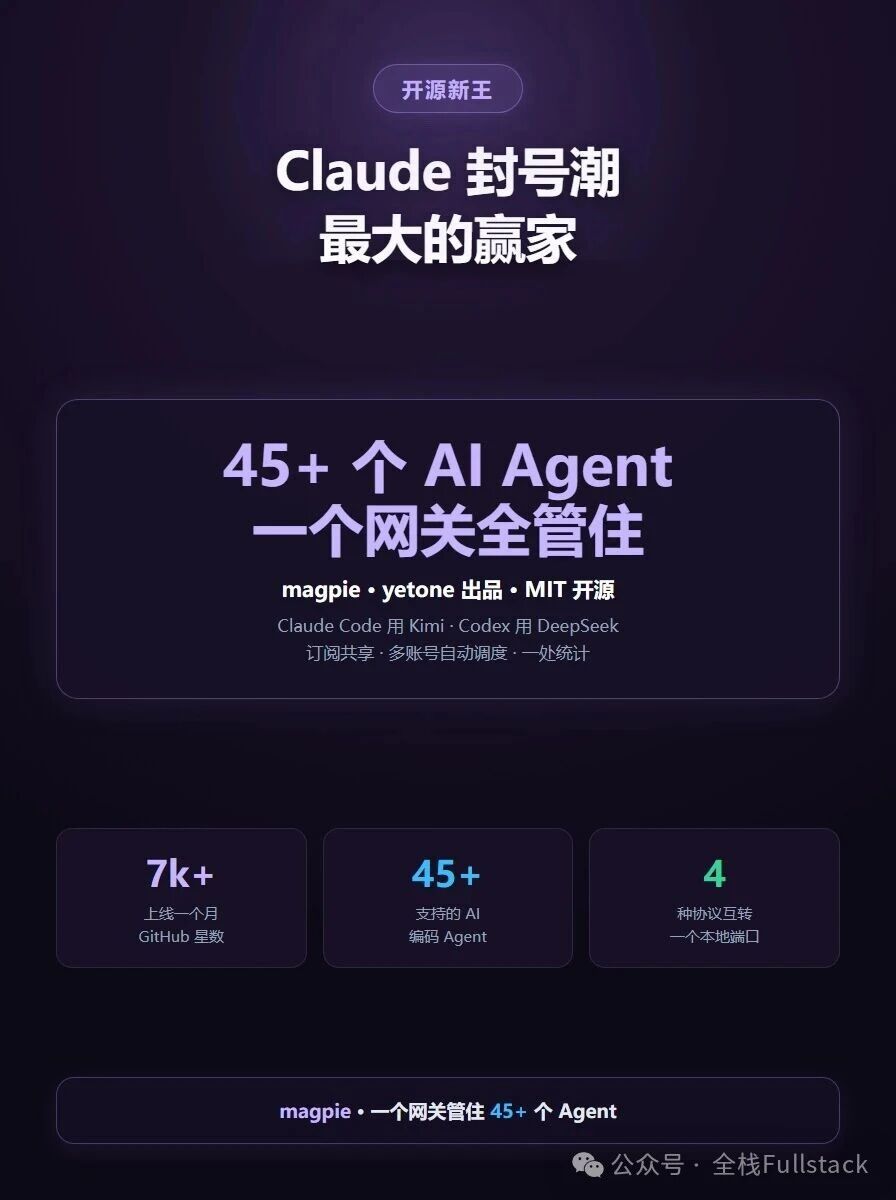 开源新王
Claude 封号潮
最大的赢家
45+ 个 AI Agent
一个网关全管住
magpie • yetone 出品 • MIT 开源
Claude Code 用 Kimi · Codex 用 DeepSeek
订阅共享 · 多账号自动调度 · 一处统计
7k+
上线一个月
GitHub 星数
45+
支持的 AI
编码 Agent
4
种协议互转
一个本地端口
magpie • 一个网关管住 45+ 个 Agent
公众号 · 全栈Fullstack